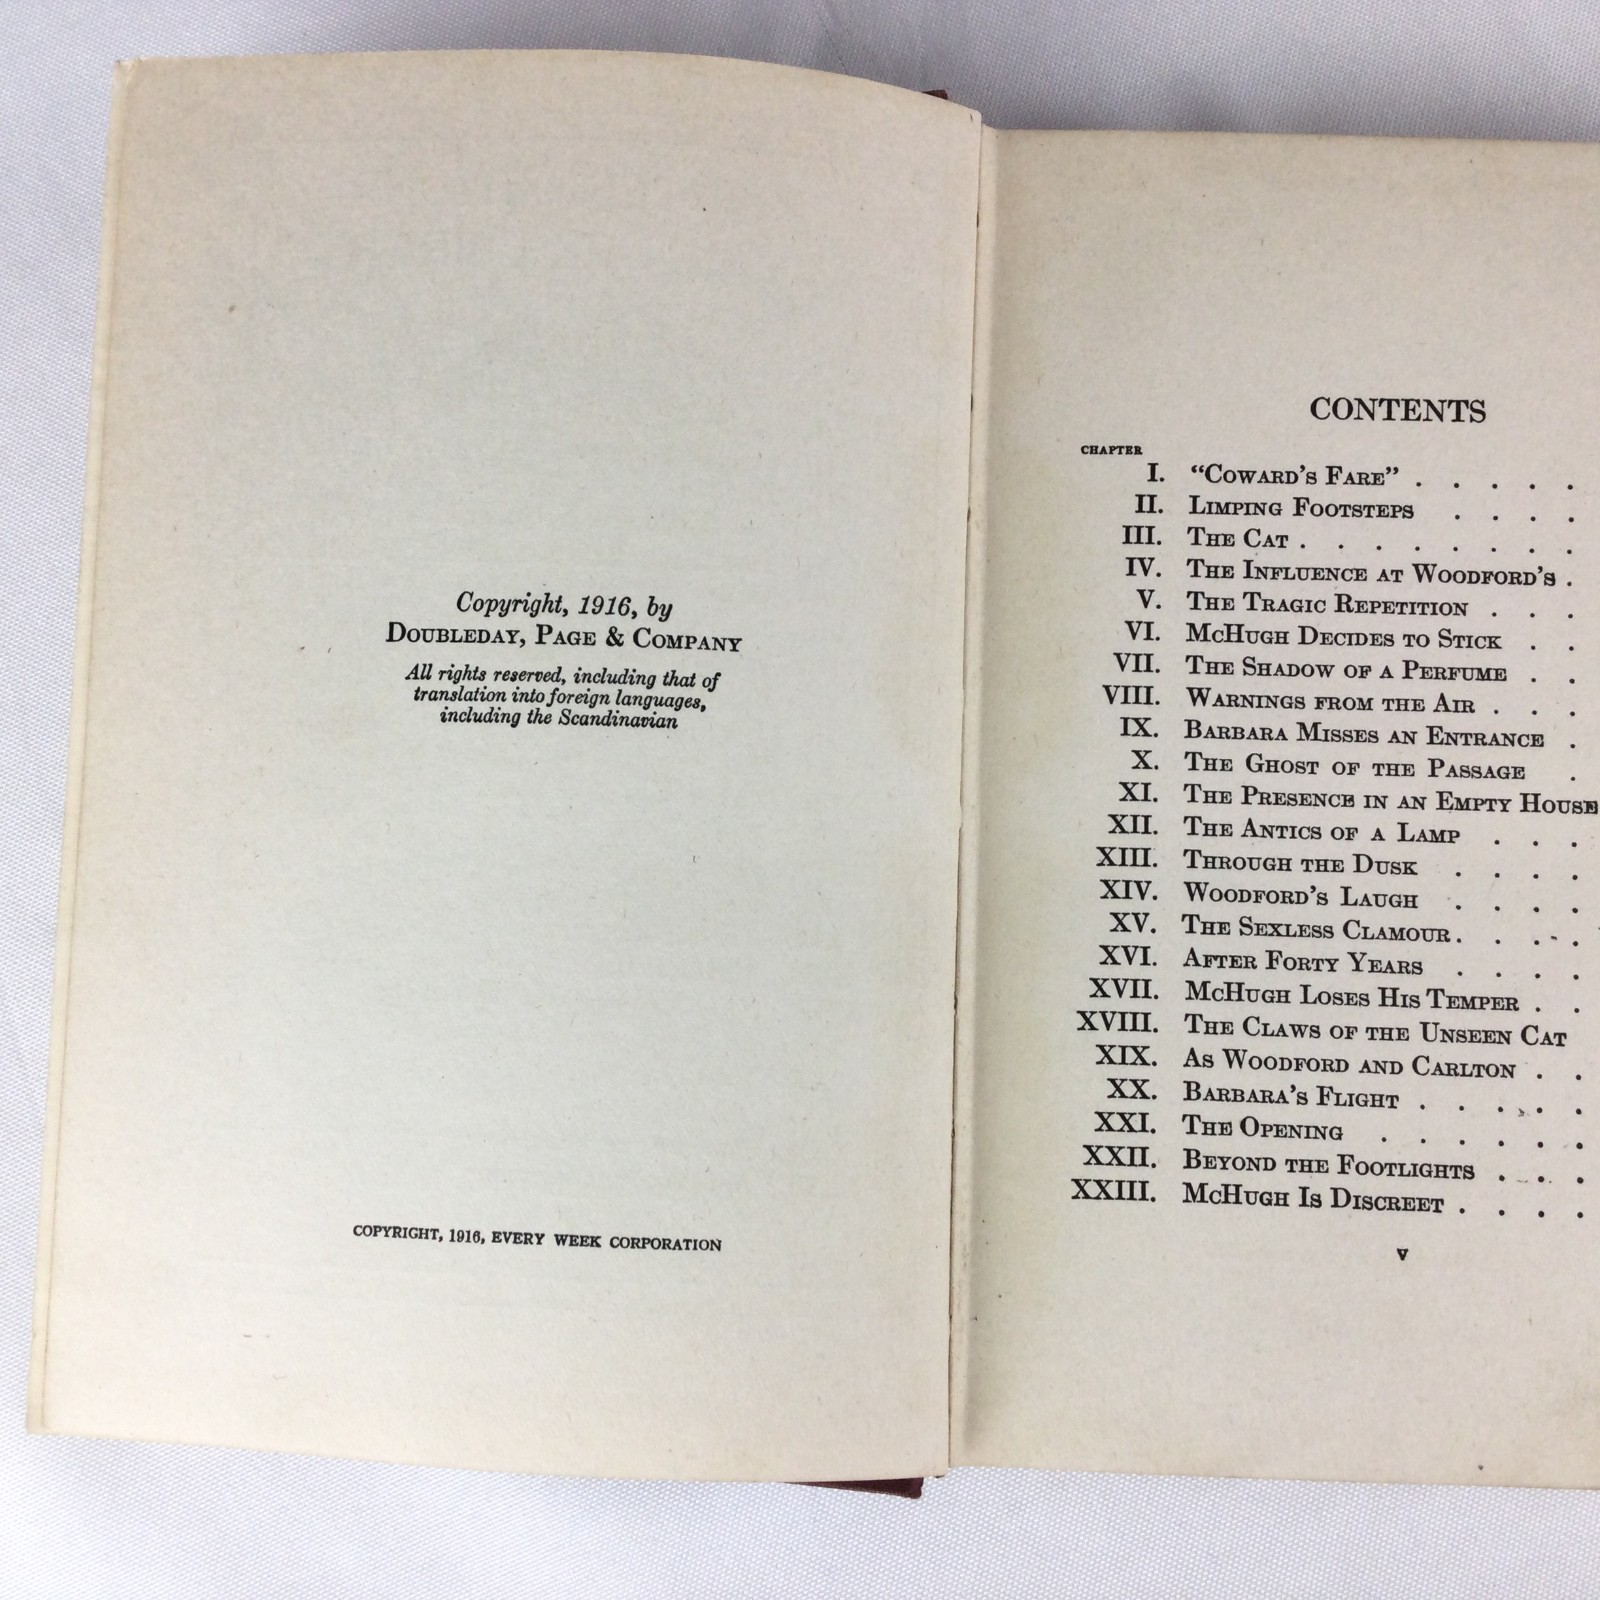 Copyright, 1916, by
DOUBLEDAY, PAGE & COMPANY
All rights reserved, including that of
translation into foreign languages,
including the Scandinavian
COPYRIGHT, 1916, EVERY WEEK CORPORATION
CONTENTS
CHAPTER
I. “COWARD’S FARE” . . . . .
II. LIMPING FOOTSTEPS . . . .
III. THE CAT . . . . . . . .
IV. THE INFLUENCE AT WOODFORD’S .
V. THE TRAGIC REPETITION . . .
VI. MCHUGH DECIDES TO STICK . .
VII. THE SHADOW OF A PERFUME . .
VIII. WARNINGS FROM THE AIR . . .
IX. BARBARA MISSES AN ENTRANCE .
X. THE GHOST OF THE PASSAGE .
XI. THE PRESENCE IN AN EMPTY HOUSE
XII. THE ANTICS OF A LAMP . . .
XIII. THROUGH THE DUSK . . . .
XIV. WOODFORD’S LAUGH . . . .
XV. THE SEXLESS CLAMOUR . . . .
XVI. AFTER FORTY YEARS . . . .
XVII. MCHUGH LOSES HIS TEMPER . .
XVIII. THE CLAWS OF THE UNSEEN CAT
XIX. AS WOODFORD AND CARLTON . .
XX. BARBARA’S FLIGHT . . . . .
XXI. THE OPENING . . . . . .
XXII. BEYOND THE FOOTLIGHTS . . .
XXIII. MCHUGH IS DISCREET . . . .
v